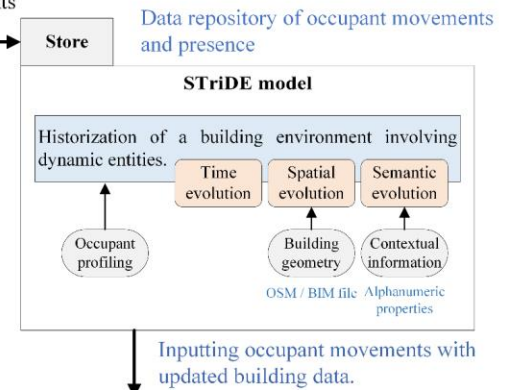 Store
Data repository of occupant movements
and presence
STriDE model
Historization of a building environment involving
dynamic entities.
Time
evolution
Spatial
evolution
Semantic
evolution
Occupant
profiling
Building
geometry
Contextual
information
OSM / BIM file
Alphanumeric
properties
Inputting occupant movements with
updated building data.